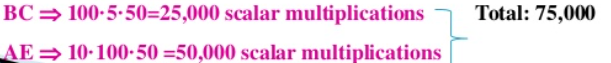 BC ⇒ 100·5·50=25,000 scalar multiplications Total: 75,000
AE ⇒ 10·100·50 =50,000 scalar multiplications